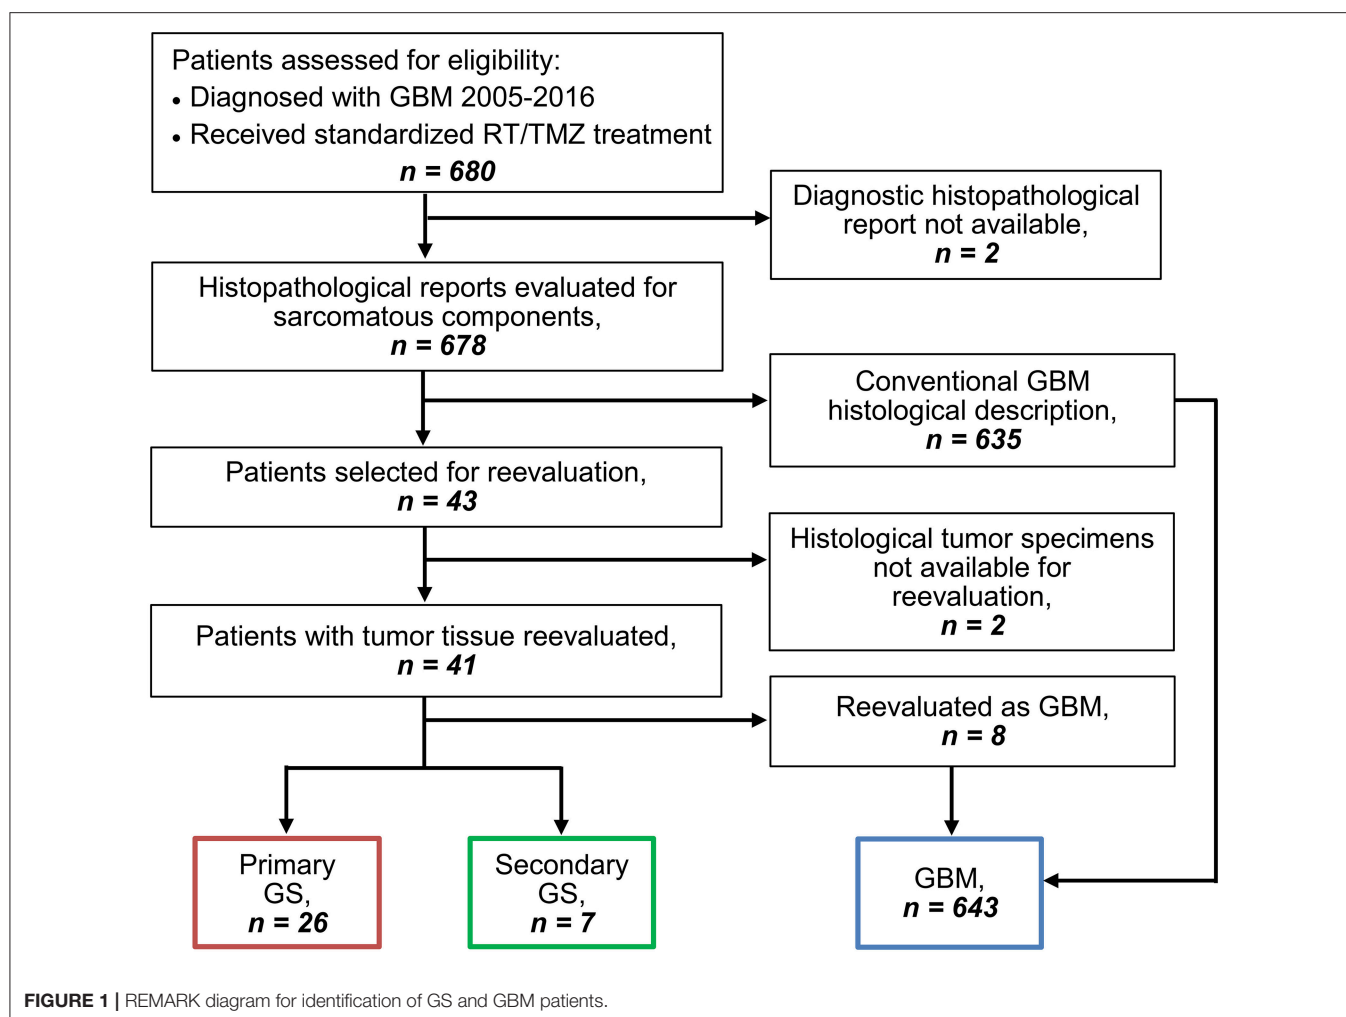 Patients assessed for eligibility:
• Diagnosed with GBM 2005-2016
• Received standardized RT/TMZ treatment
n = 680
Diagnostic histopathological
report not available,
n = 2
Histopathological reports evaluated for
sarcomatous components,
n = 678
Conventional GBM
histological description,
n = 635
Patients selected for reevaluation,
n = 43
Histological tumor specimens
not available for
reevaluation,
n = 2
Patients with tumor tissue reevaluated,
n = 41
Reevaluated as GBM,
n = 8
Primary
GS,
n = 26
Secondary
GS,
n = 7
GBM,
n = 643
FIGURE 1 | REMARK diagram for identification of GS and GBM patients.